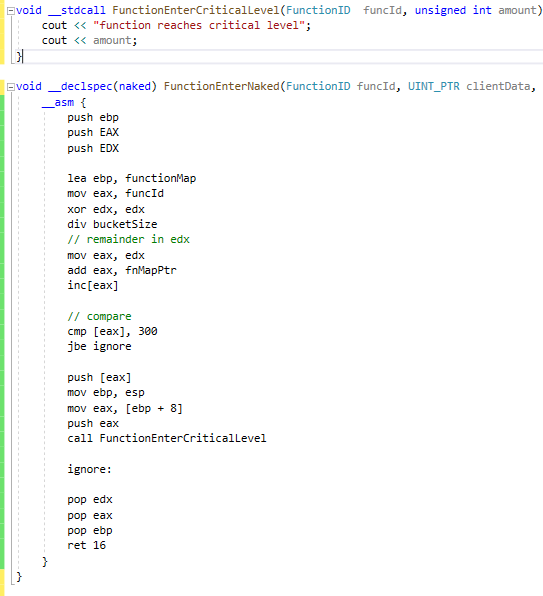 void __stdcall FunctionEnterCriticalLevel(FunctionID  funcId, unsigned int amount)
cout << "function reaches critical level";
cout << amount;
}
void __declspec(naked) FunctionEnterNaked(FunctionID funcId, UINT_PTR clientData,
__asm {
push ebp
push EAX
push EDX
lea ebp, functionMap
mov eax, funcId
xor edx, edx
div bucketSize
// remainder in edx
mov eax, edx
add eax, fnMapPtr
inc[eax]
// compare
cmp [eax], 300
jbe ignore
push [eax]
mov ebp, esp
mov eax, [ebp + 8]
push eax
call FunctionEnterCriticalLevel
ignore:
pop edx
pop eax
pop ebp
ret 16
}
}